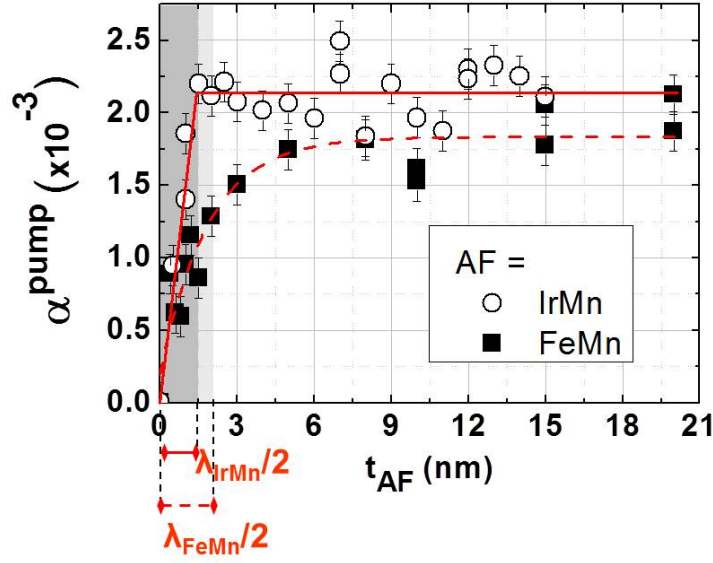 2.5
2.0
1.5
1.0
0.5
0.0
α^pump (x10^-3)
AF =
IrMn
FeMn
0 3 6 9 12 15 18 21
t_AF (nm)
λ_IrMn/2
λ_FeMn/2